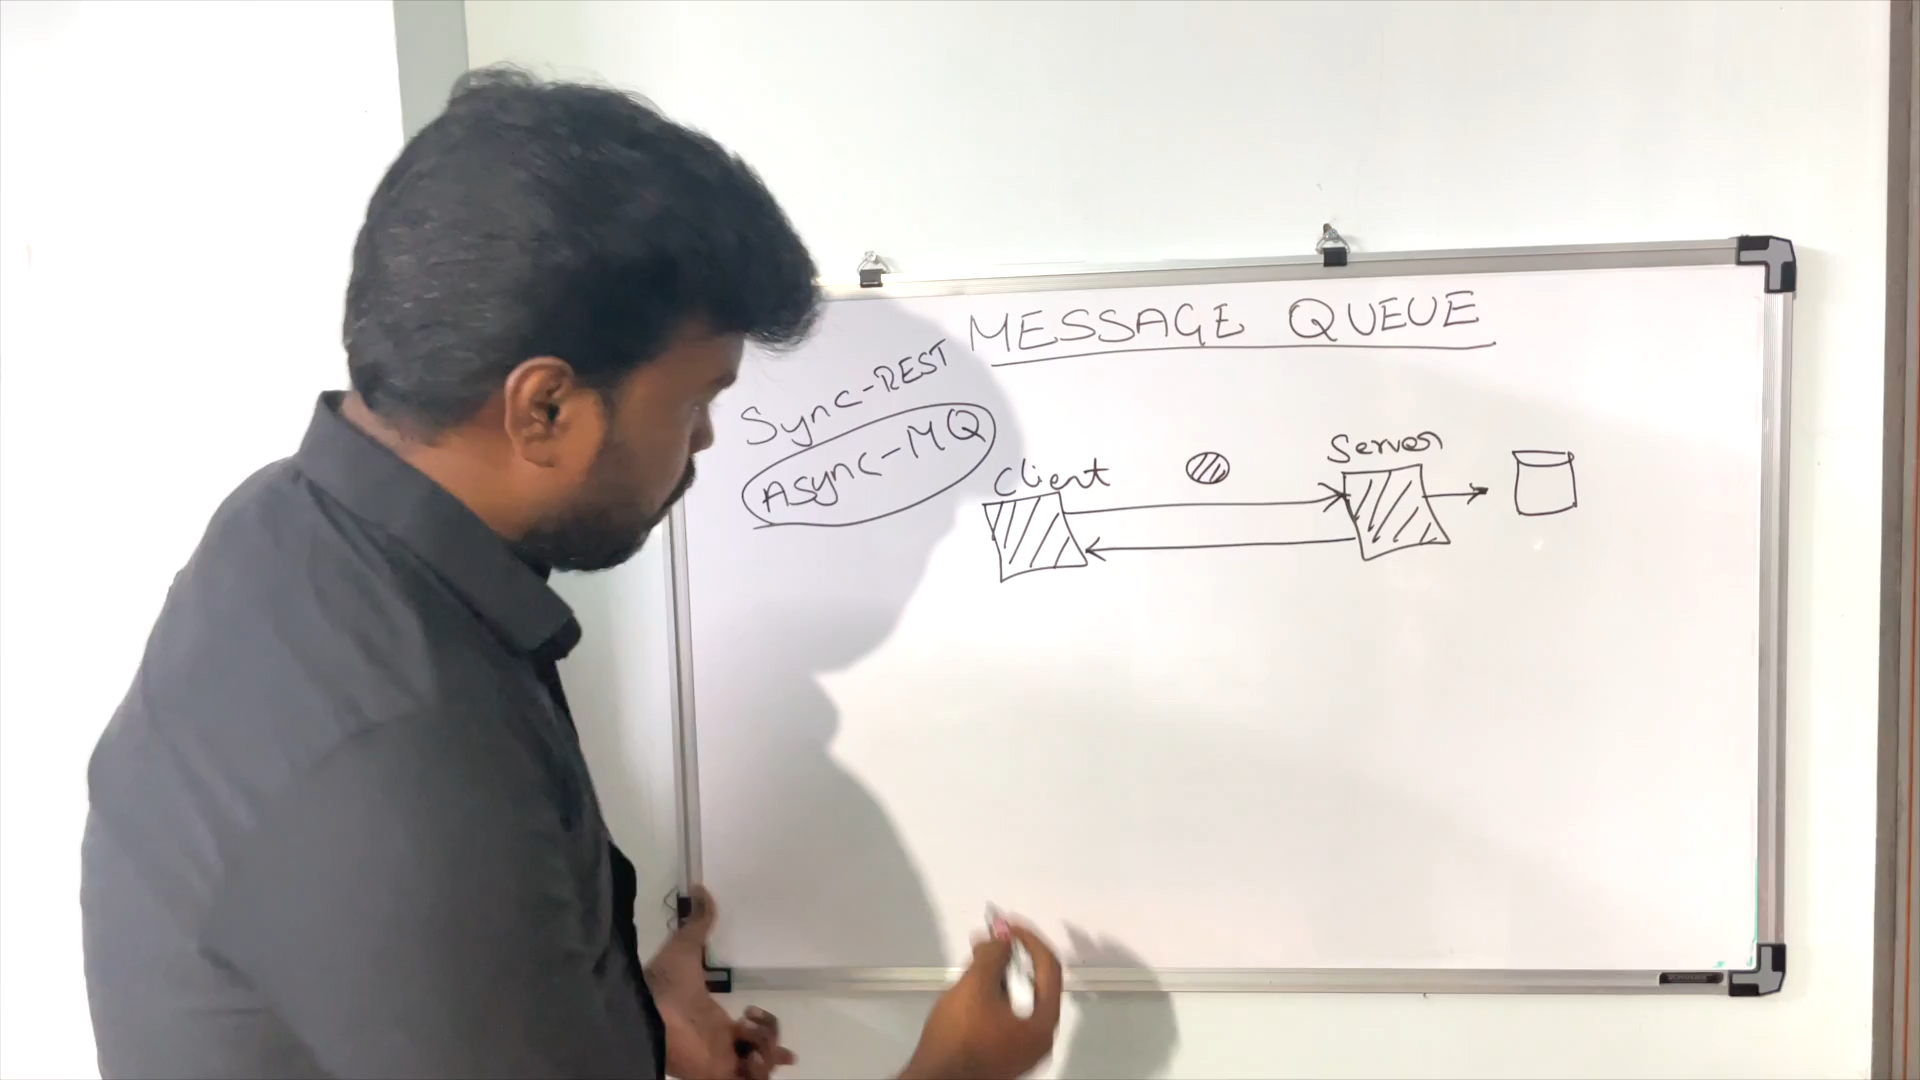 MESSAGE QUEUE
Sync-REST
Async-MQ
Client
Server